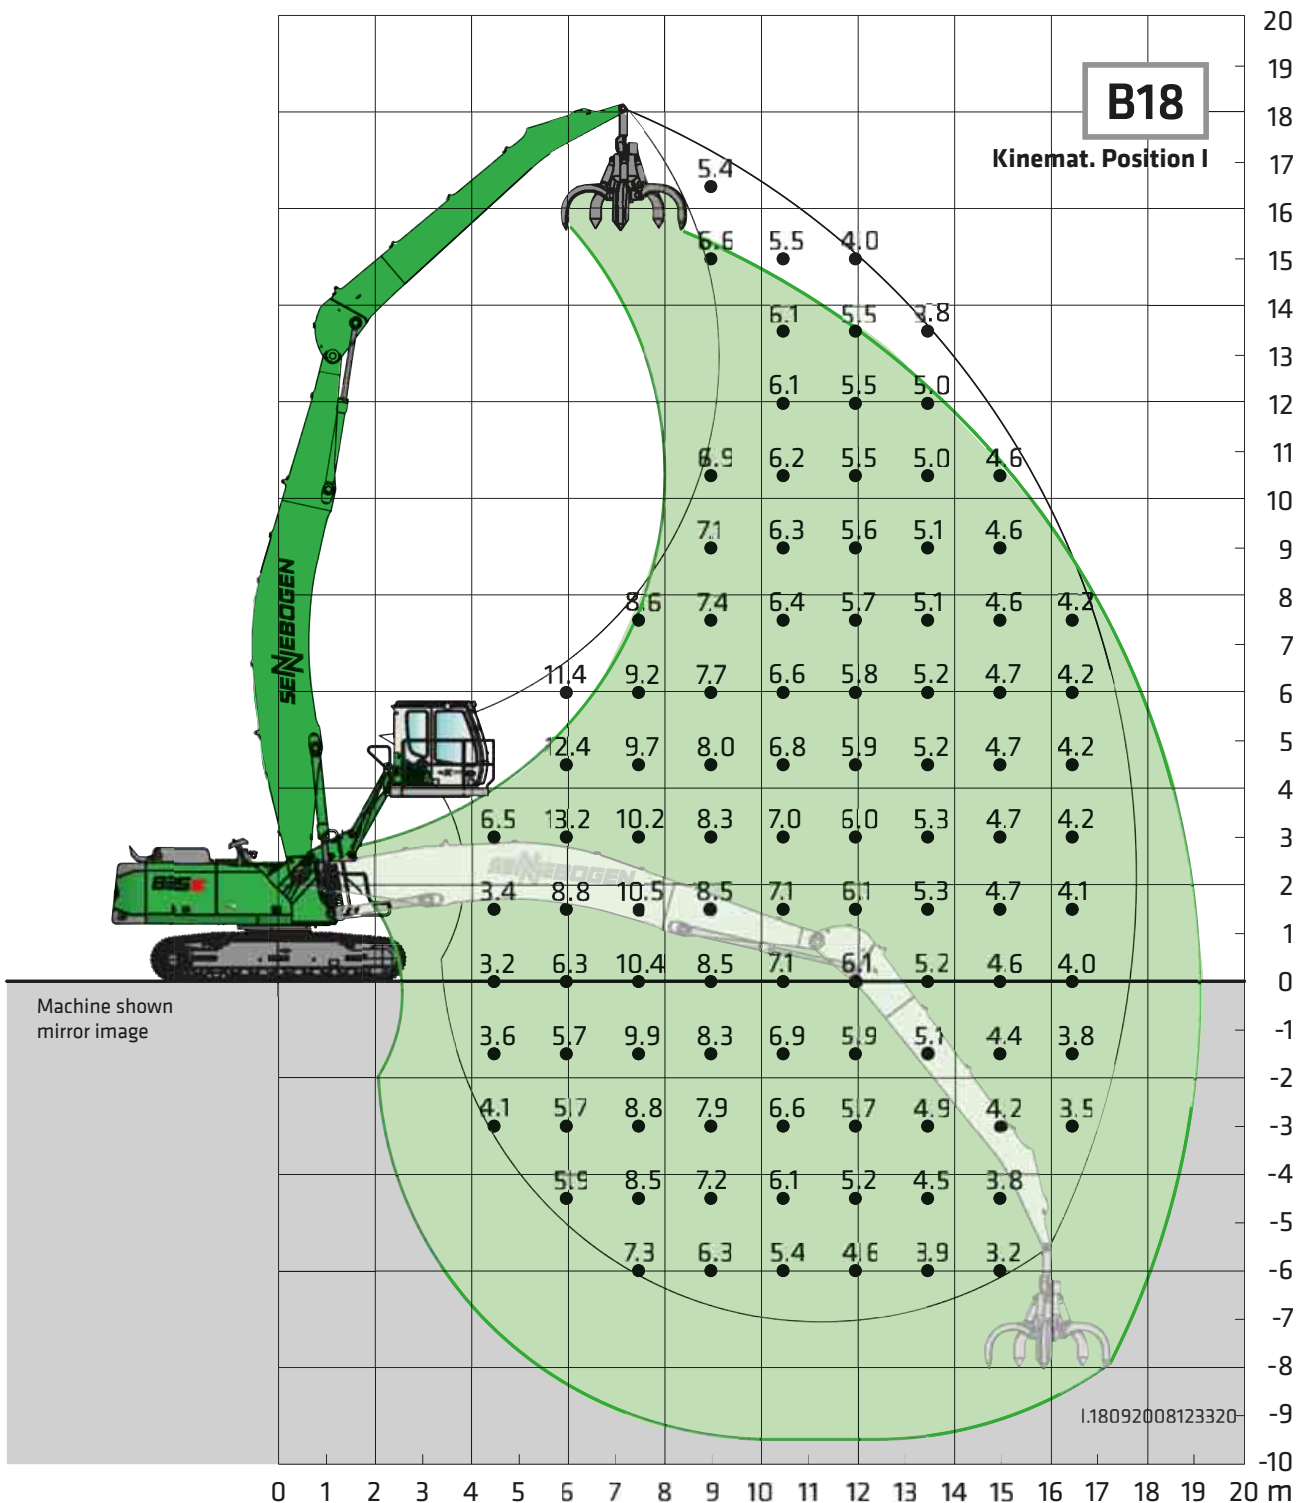 20
19
B18
18
Kinemat. Position I
17
5.4
16
6.6 5.5 4.0
15
14
6.1 5.5 3.8
13
6.1 5.5 5.0
12
11
6.9 6.2 5.5 5.0 4.6
10
7.1 6.3 5.6 5.1 4.6
9
8
8.6 7.4 6.4 5.7 5.1 4.6 4.2
7
11.4 9.2 7.7 6.6 5.8 5.2 4.7 4.2
6
SENNEBOGEN
5
12.4 9.7 8.0 6.8 5.9 5.2 4.7 4.2
4
6.5 13.2 10.2 8.3 7.0 6.0 5.3 4.7 4.2
3
SENNEBOGEN
2
3.4 8.8 10.5 8.5 7.1 6.1 5.3 4.7 4.1
1
3.2 6.3 10.4 8.5 7.1 6.1 5.2 4.6 4.0
0
Machine shown
mirror image
-1
3.6 5.7 9.9 8.3 6.9 5.9 5.1 4.4 3.8
-2
4.1 5.7 8.8 7.9 6.6 5.7 4.9 4.2 3.5
-3
-4
5.9 8.5 7.2 6.1 5.2 4.5 3.8
-5
7.3 6.3 5.4 4.6 3.9 3.2
-6
-7
-8
I.18092008123320
-9
-10
0 1 2 3 4 5 6 7 8 9 10 11 12 13 14 15 16 17 18 19 20 m